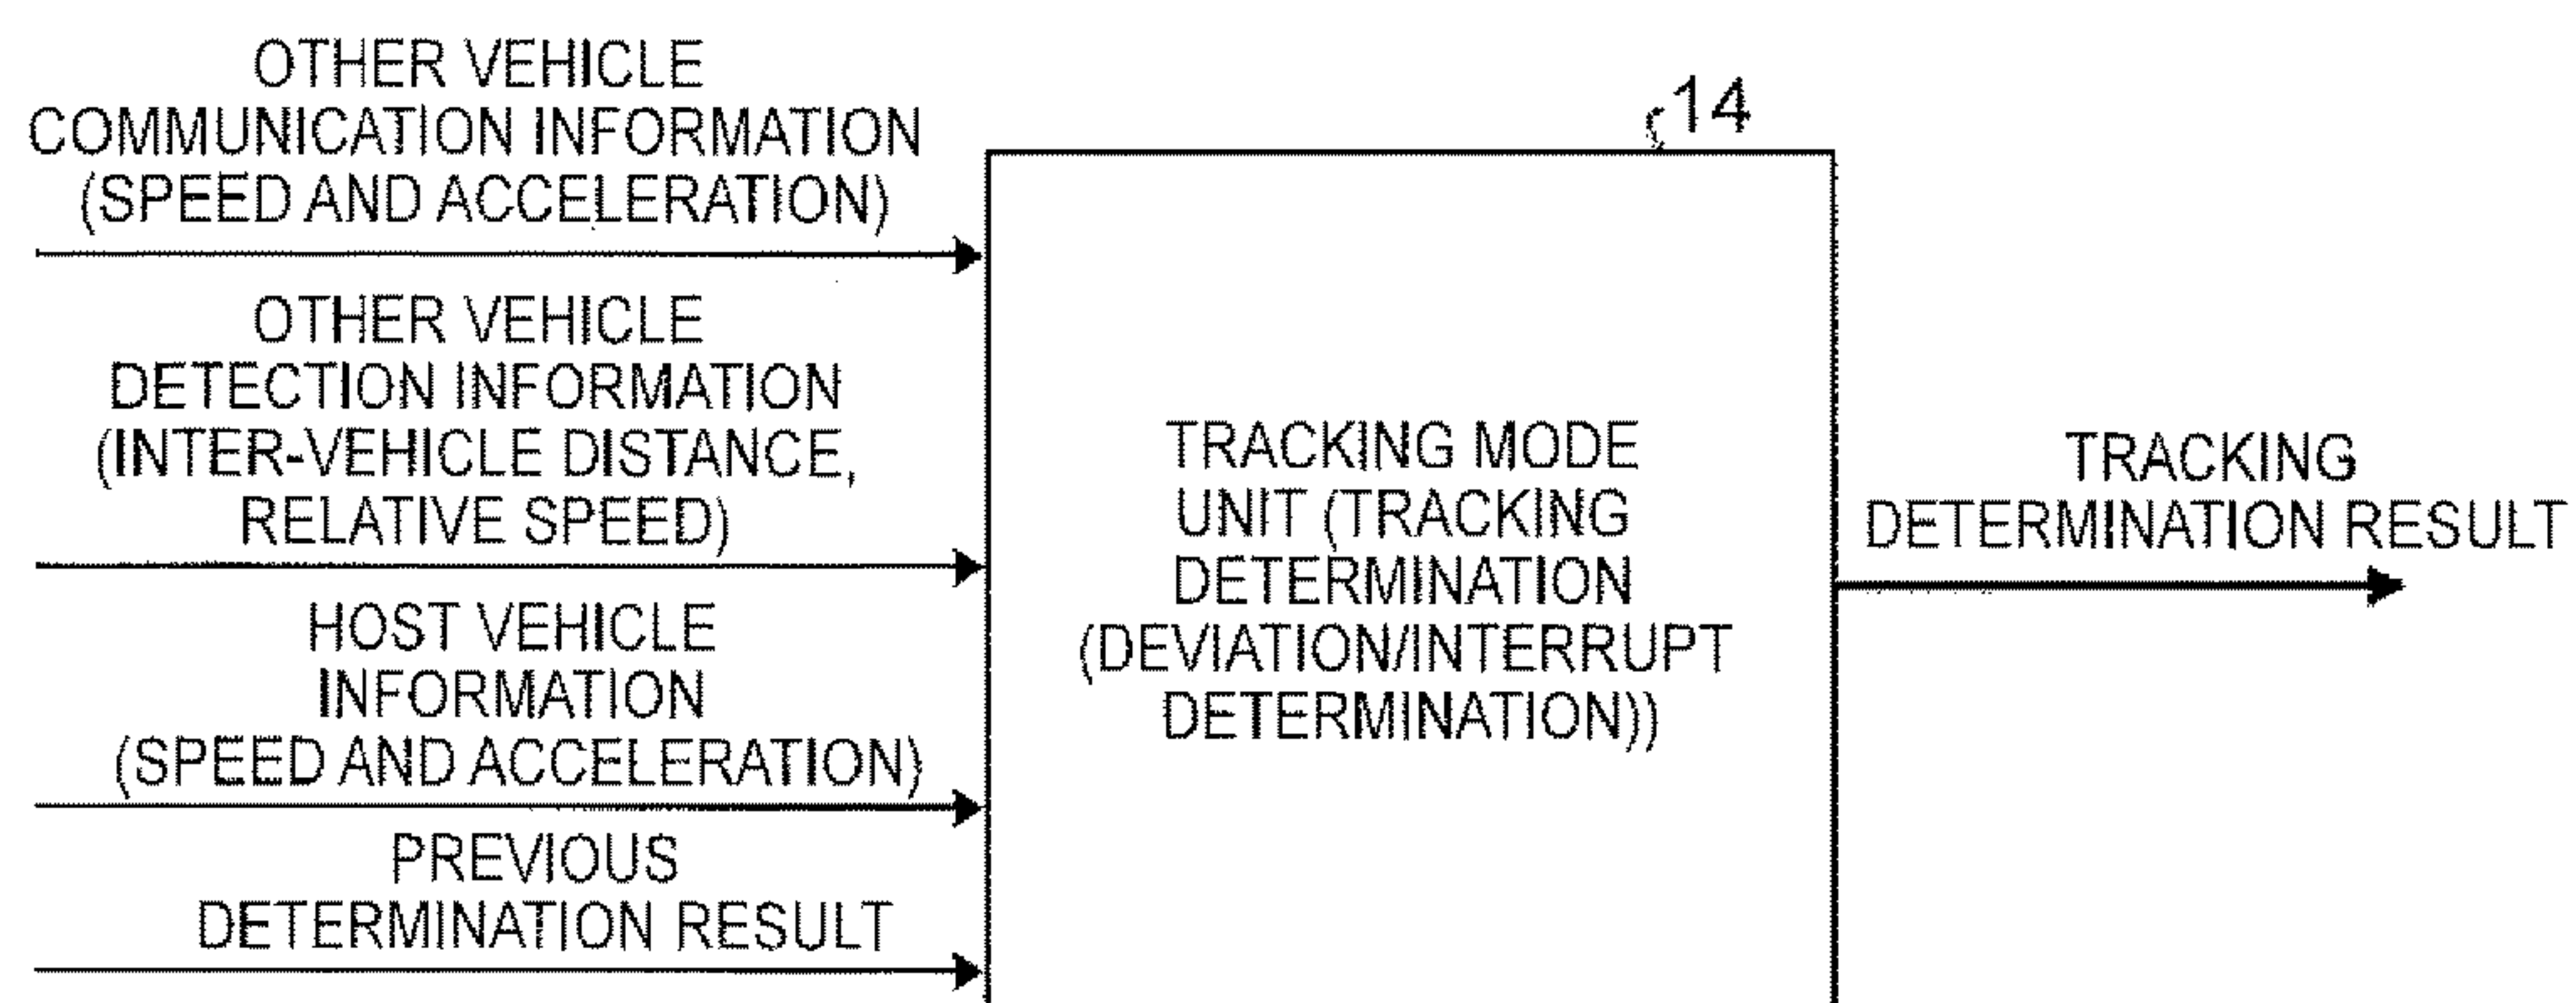 OTHER VEHICLE
COMMUNICATION INFORMATION
(SPEED AND ACCELERATION)
OTHER VEHICLE
DETECTION INFORMATION
(INTER-VEHICLE DISTANCE,
RELATIVE SPEED)
HOST VEHICLE
INFORMATION
(SPEED AND ACCELERATION)
PREVIOUS
DETERMINATION RESULT
14
TRACKING MODE
UNIT (TRACKING
DETERMINATION
(DEVIATION/INTERRUPT
DETERMINATION))
TRACKING
DETERMINATION RESULT